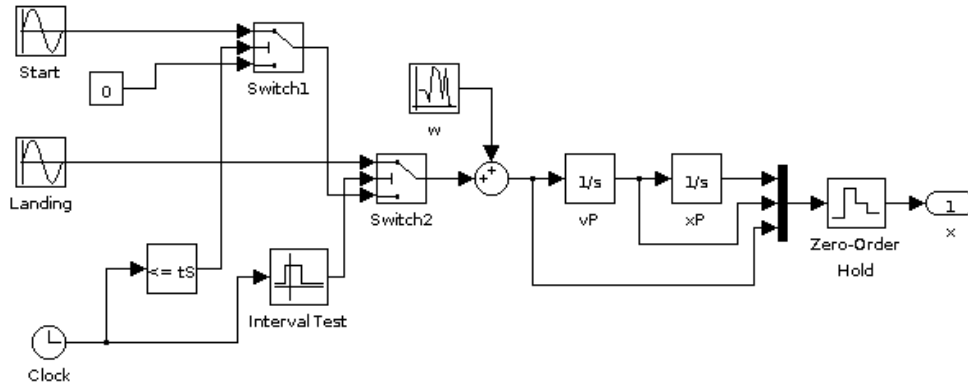 Start
0
Switch1
w
Landing
Switch2
1/s
vP
1/s
xP
Zero-Order
Hold
1
x
<= tS
Interval Test
Clock